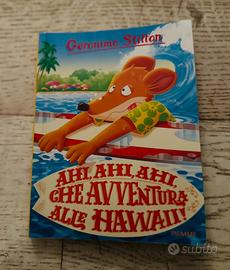 Geronimo Stilton
AHI, AHI, AHI,
CHE AVVENTURA
ALLE HAWAII!
PIEMME
subito